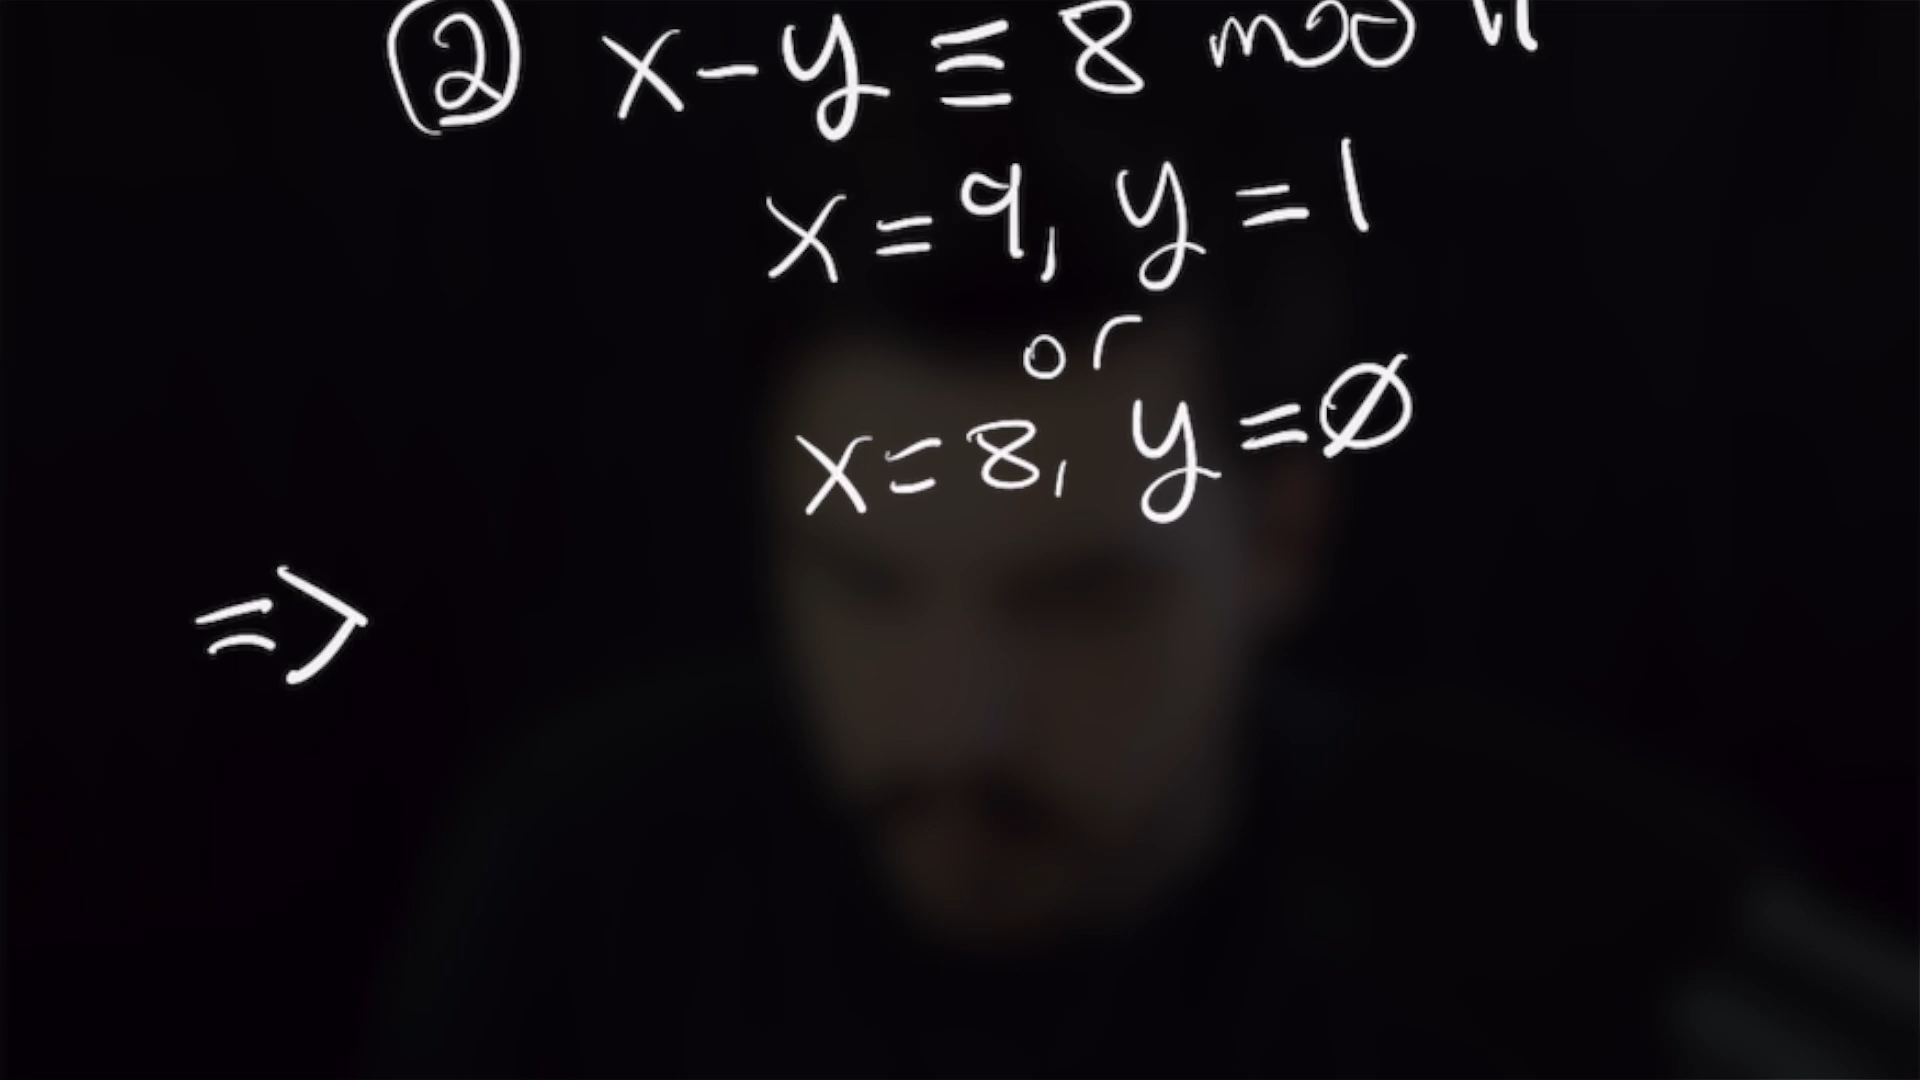 ② x-y ≡ 8 mod 11
x=9, y=1
or
x=8, y=Ø
=>